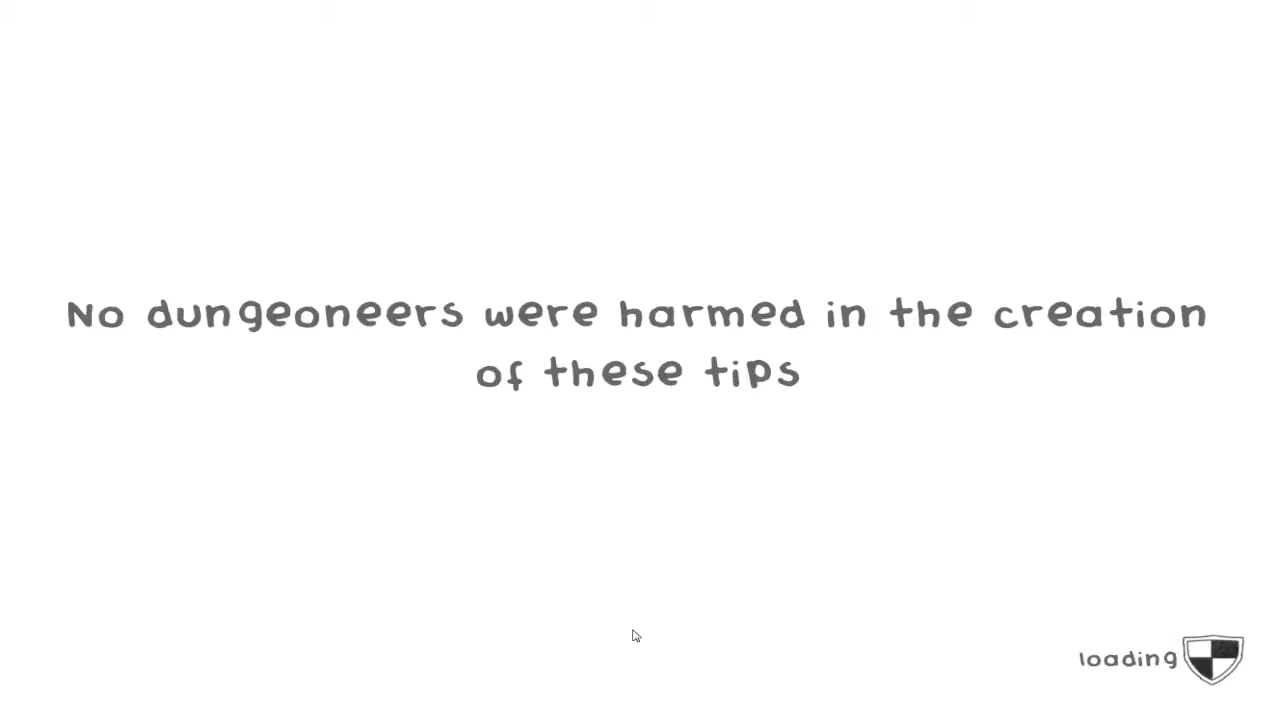 No dungeoneers were harmed in the creation
of these tips
loading